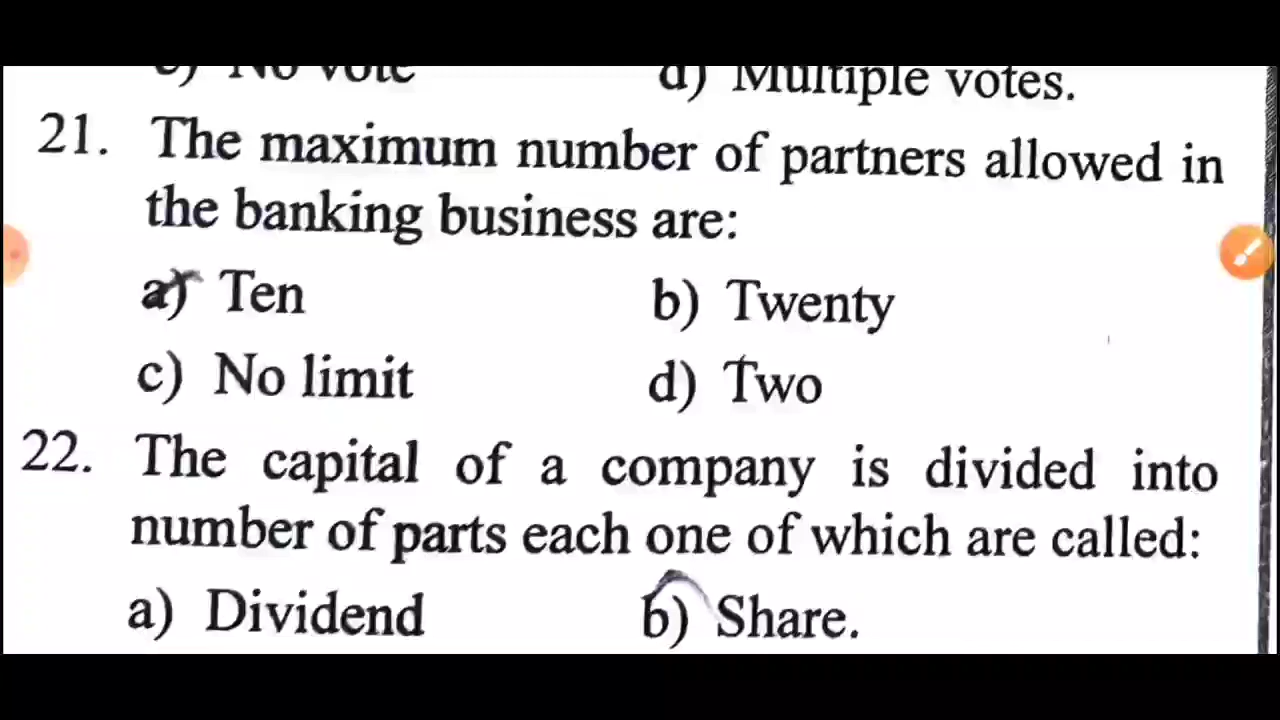 c) No vote d) Multiple votes.
21. The maximum number of partners allowed in
the banking business are:
a) Ten b) Twenty
c) No limit d) Two
22. The capital of a company is divided into
number of parts each one of which are called:
a) Dividend b) Share.